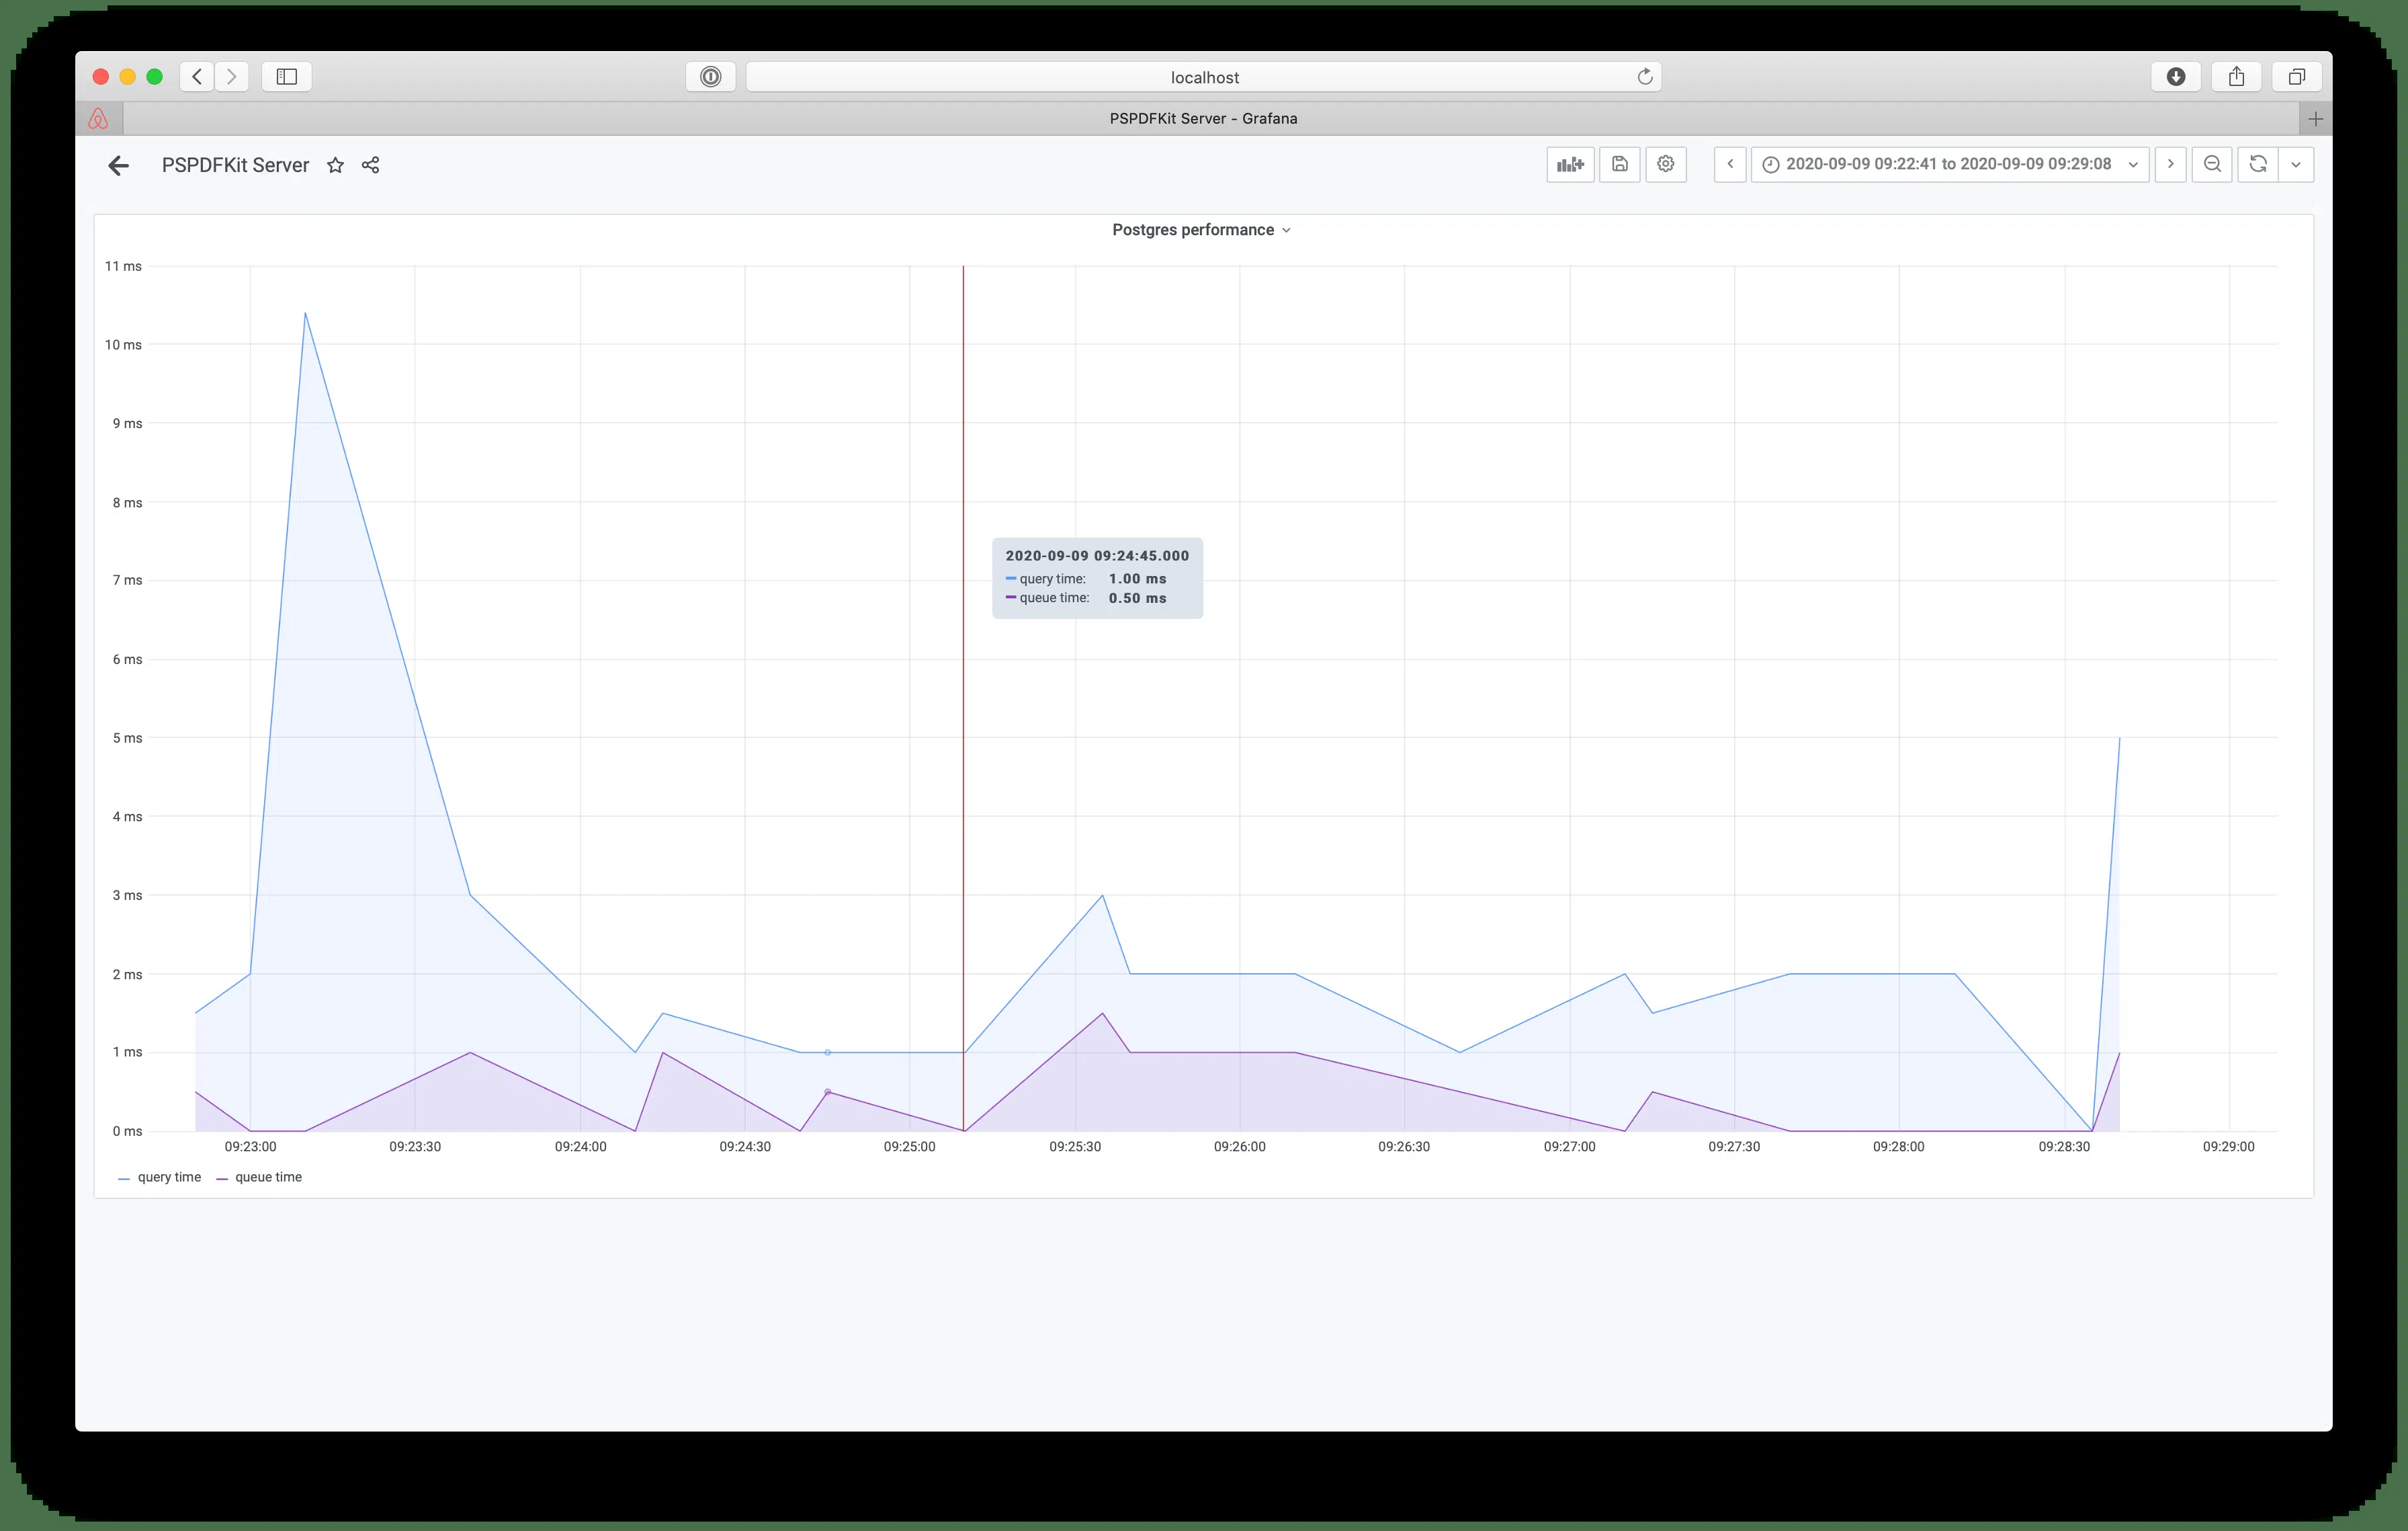 localhost
PSPDFKit Server - Grafana
PSPDFKit Server
2020-09-09 09:22:41 to 2020-09-09 09:29:08
Postgres performance
11 ms
10 ms
9 ms
8 ms
7 ms
6 ms
5 ms
4 ms
3 ms
2 ms
1 ms
0 ms
2020-09-09 09:24:45.000
query time: 1.00 ms
queue time: 0.50 ms
09:23:00 09:23:30 09:24:00 09:24:30 09:25:00 09:25:30 09:26:00 09:26:30 09:27:00 09:27:30 09:28:00 09:28:30 09:29:00
query time queue time